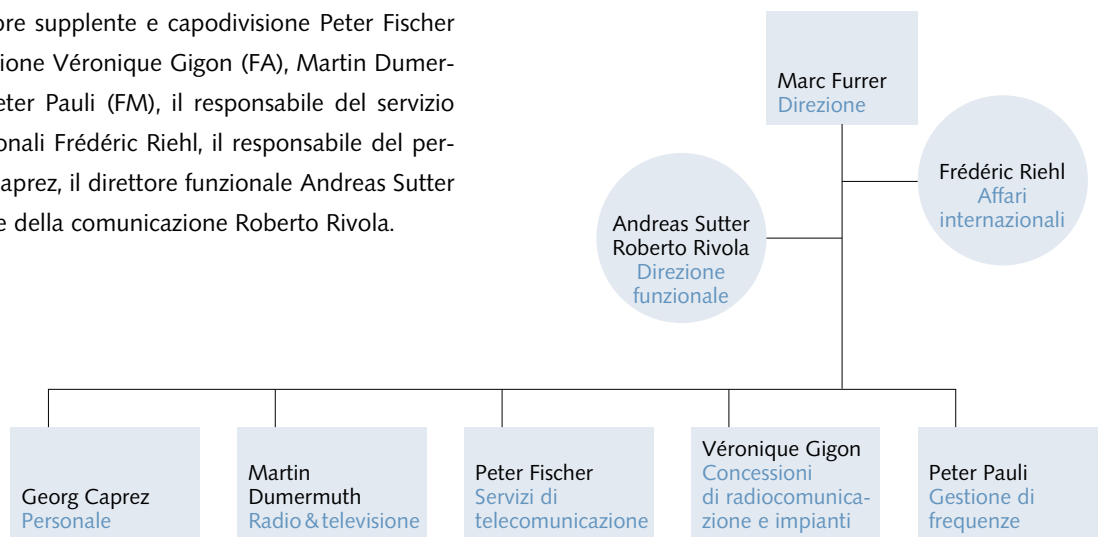 ore supplente e capodivisione Peter Fischer
ione Véronique Gigon (FA), Martin Dumer-
eter Pauli (FM), il responsabile del servizio
onali Frédéric Riehl, il responsabile del per-
Caprez, il direttore funzionale Andreas Sutter
e della comunicazione Roberto Rivola.
Marc Furrer
Direzione
Frédéric Riehl
Affari
internazionali
Andreas Sutter
Roberto Rivola
Direzione
funzionale
Georg Caprez
Personale
Martin
Dumermuth
Radio & televisione
Peter Fischer
Servizi di
telecomunicazione
Véronique Gigon
Concessioni
di radiocomunica-
zione e impianti
Peter Pauli
Gestione di
frequenze